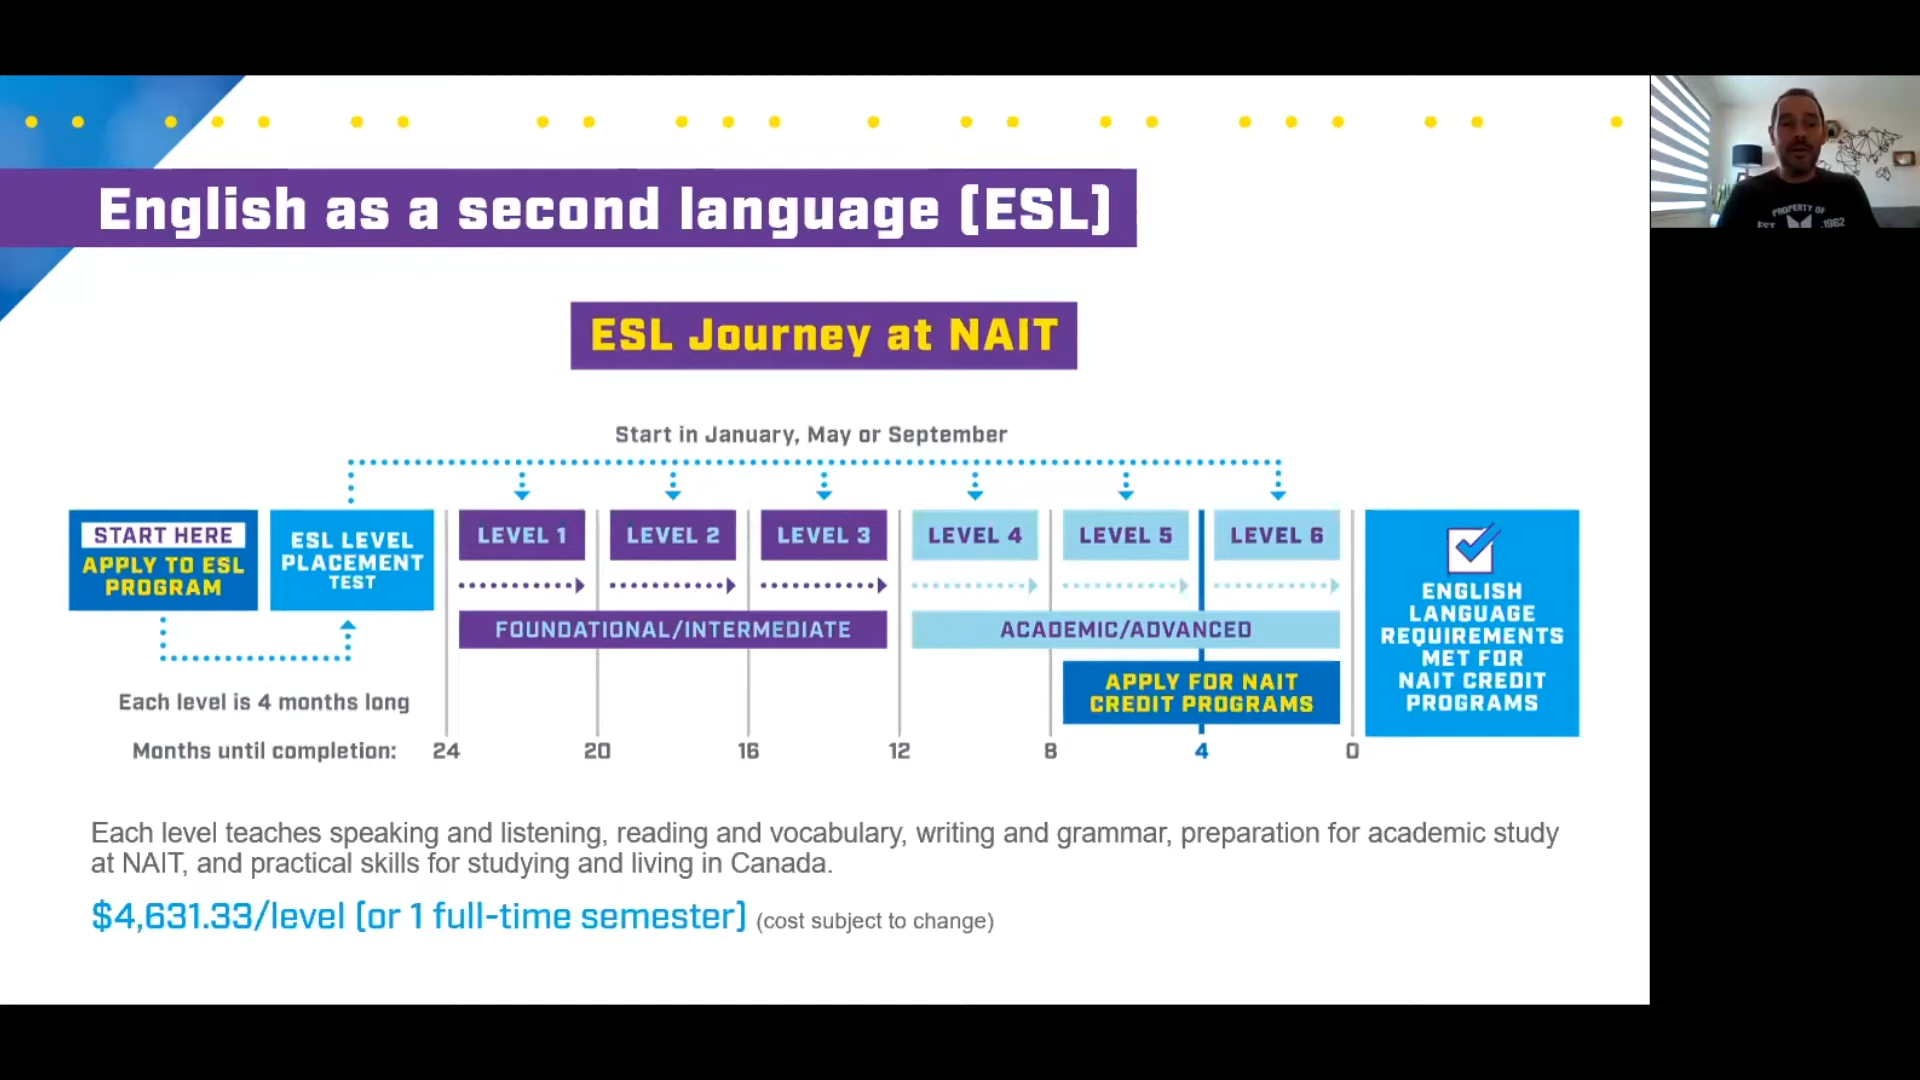 English as a second language (ESL)
ESL Journey at NAIT
Start in January, May or September
START HERE
APPLY TO ESL
PROGRAM
ESL LEVEL
PLACEMENT
TEST
LEVEL 1
LEVEL 2
LEVEL 3
LEVEL 4
LEVEL 5
LEVEL 6
FOUNDATIONAL/INTERMEDIATE
ACADEMIC/ADVANCED
APPLY FOR NAIT
CREDIT PROGRAMS
ENGLISH
LANGUAGE
REQUIREMENTS
MET FOR
NAIT CREDIT
PROGRAMS
Each level is 4 months long
Months until completion: 24 20 16 12 8 4 0
Each level teaches speaking and listening, reading and vocabulary, writing and grammar, preparation for academic study
at NAIT, and practical skills for studying and living in Canada.
$4,631.33/level (or 1 full-time semester) (cost subject to change)
PROPERTY OF
EST. 1962